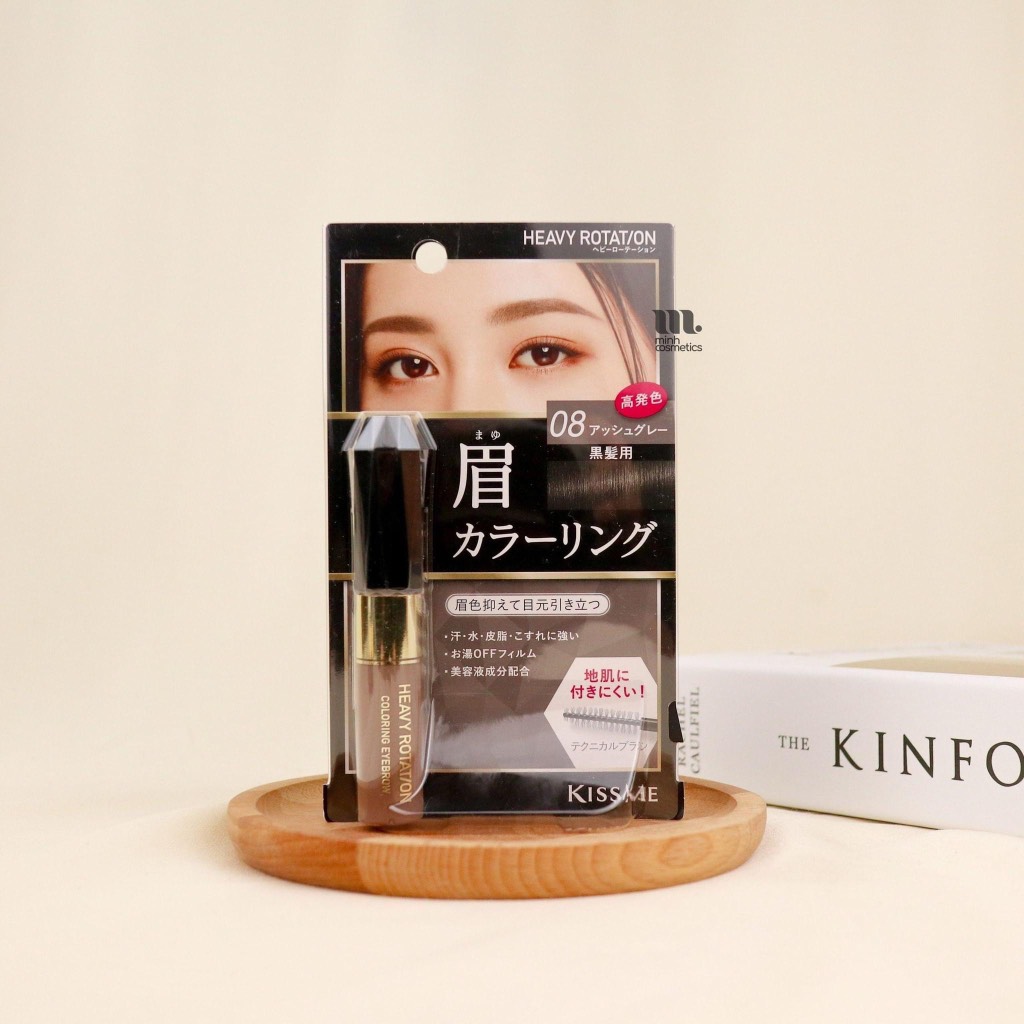 HEAVY ROTAT/ON
ヘビーローテーション
m.
minh
cosmetics
高発色
08 アッシュグレー
黒髪用
まゆ
眉
カラーリング
眉色抑えて目元引き立つ
・汗・水・皮脂・こすれに強い
・お湯OFFフィルム
・美容液成分配合
地肌に
付きにくい!
テクニカルブラシ
KISSME
HEAVY ROTAT/ON
COLORING EYEBROW
CAULFIEL
THE KINFO